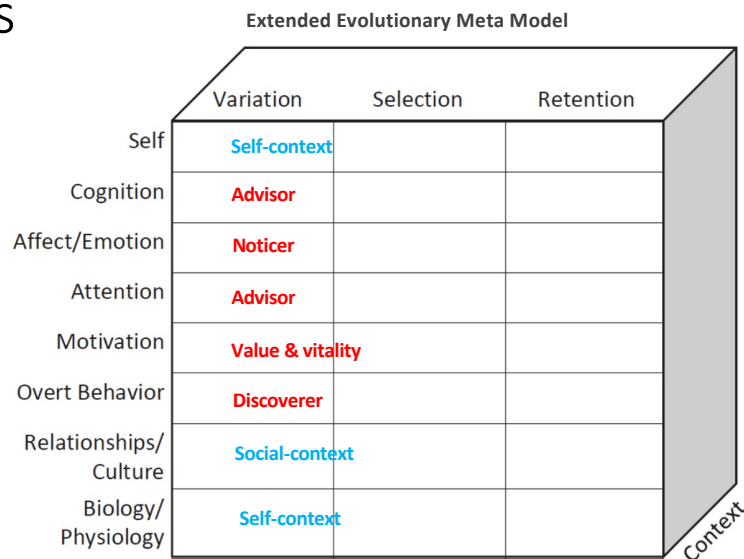 S
Extended Evolutionary Meta Model
Variation Selection Retention
Self Self-context
Cognition Advisor
Affect/Emotion Noticer
Attention Advisor
Motivation Value & vitality
Overt Behavior Discoverer
Relationships/
Culture Social-context
Biology/
Physiology Self-context
Context